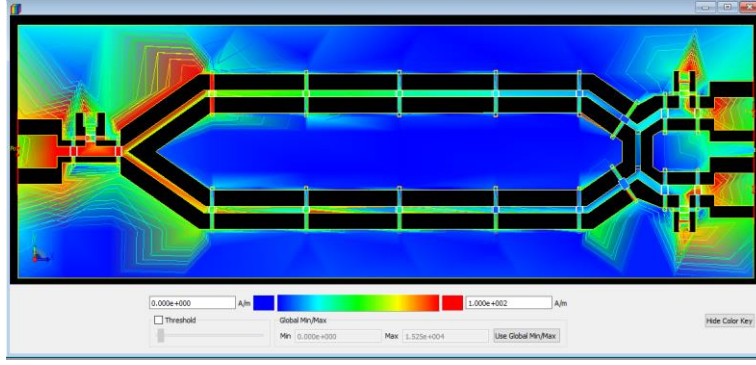 0.000e+000 A/m 1.000e+002 A/m
Threshold Global Min/Max Hide Color Key
Min 0.000e+000 Max 1.525e+004 Use Global Min/Max